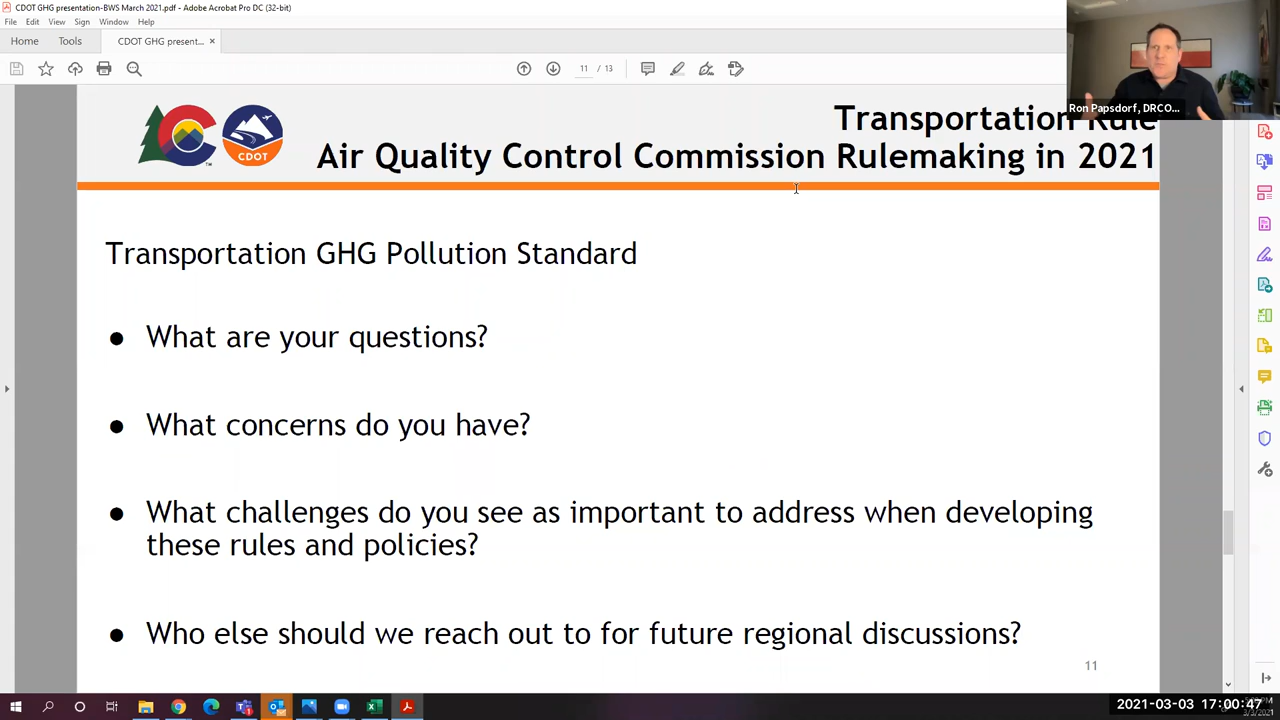 CDOT GHG presentation-BWS March 2021.pdf - Adobe Acrobat Pro DC (32-bit)
File Edit View Sign Window Help
Home Tools CDOT GHG present... ×
11 / 13
Ron Papsdorf, DRCO...
CDOT
TM
Transportation Rule
Air Quality Control Commission Rulemaking in 2021
Transportation GHG Pollution Standard
● What are your questions?
● What concerns do you have?
● What challenges do you see as important to address when developing
these rules and policies?
● Who else should we reach out to for future regional discussions?
11
2021-03-03 17:00:47